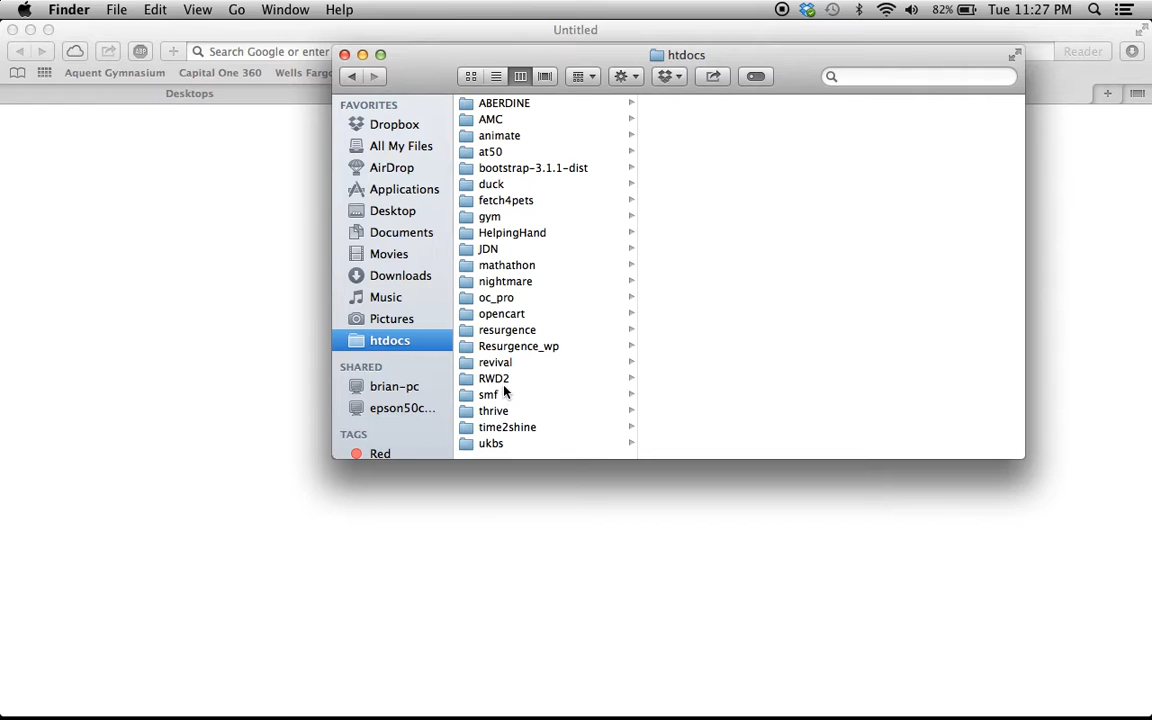 Finder File Edit View Go Window Help 82% Tue 11:27 PM
Untitled
Search Google or enter Reader
Aquent Gymnasium Capital One 360 Wells Fargo
Desktops
htdocs
FAVORITES
Dropbox
All My Files
AirDrop
Applications
Desktop
Documents
Movies
Downloads
Music
Pictures
htdocs
SHARED
brian-pc
epson50c...
TAGS
Red
ABERDINE
AMC
animate
at50
bootstrap-3.1.1-dist
duck
fetch4pets
gym
HelpingHand
JDN
mathathon
nightmare
oc_pro
opencart
resurgence
Resurgence_wp
revival
RWD2
smf
thrive
time2shine
ukbs